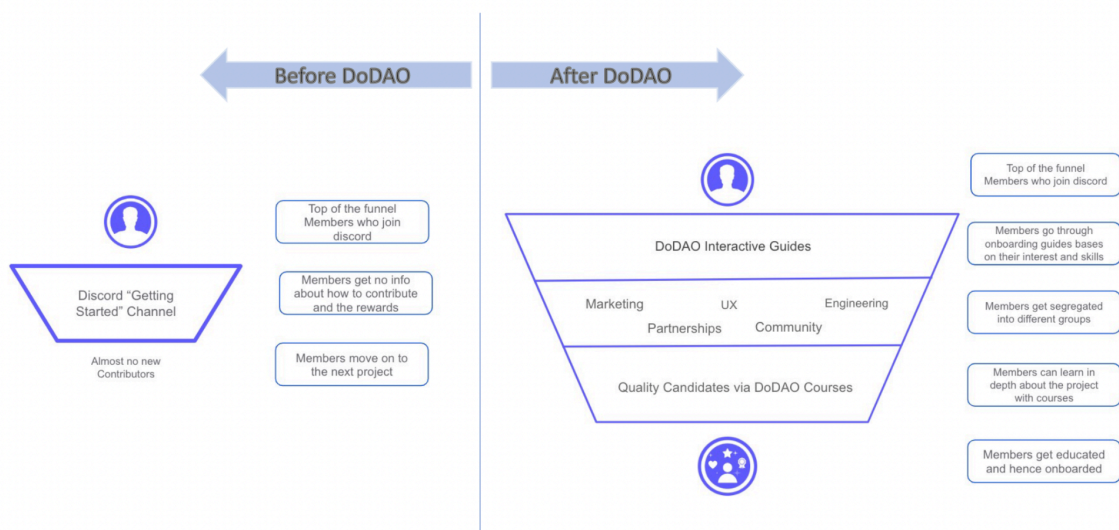 Before DoDAO
After DoDAO
Discord “Getting
Started” Channel
Almost no new
Contributors
Top of the funnel
Members who join
discord
Members get no info
about how to contribute
and the rewards
Members move on to
the next project
DoDAO Interactive Guides
Marketing
UX
Engineering
Partnerships
Community
Quality Candidates via DoDAO Courses
Top of the funnel
Members who join discord
Members go through
onboarding guides bases
on their interest and skills
Members get segregated
into different groups
Members can learn in
depth about the project
with courses
Members get educated
and hence onboarded